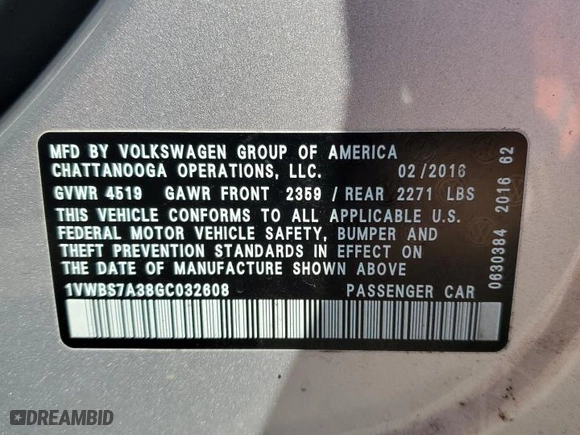 MFD BY VOLKSWAGEN GROUP OF AMERICA
CHATTANOOGA OPERATIONS, LLC. 02/2016
GVWR 4519 GAWR FRONT 2359 / REAR 2271 LBS
THIS VEHICLE CONFORMS TO ALL APPLICABLE U.S.
FEDERAL MOTOR VEHICLE SAFETY, BUMPER AND
THEFT PREVENTION STANDARDS IN EFFECT ON
THE DATE OF MANUFACTURE SHOWN ABOVE
1VWBS7A38GC032608 PASSENGER CAR
0630384 2016 62
DREAMBID